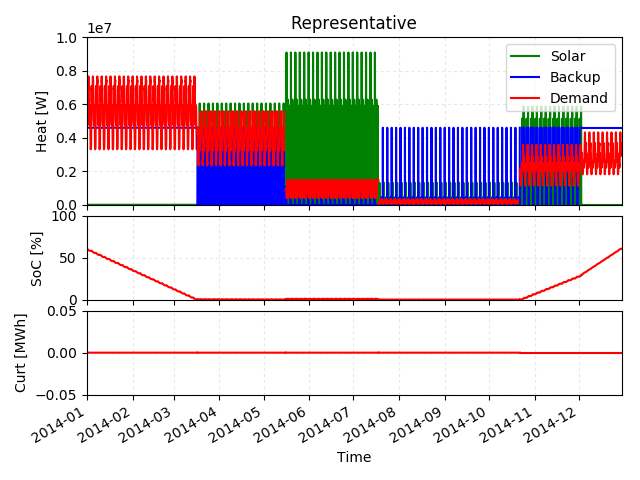 Representative
1e7
1.0
0.8
0.6
0.4
0.2
0.0
Heat [W]
Solar
Backup
Demand
100
50
0
SoC [%]
0.05
0.00
−0.05
Curt [MWh]
2014-01
2014-02
2014-03
2014-04
2014-05
2014-06
2014-07
2014-08
2014-09
2014-10
2014-11
2014-12
Time